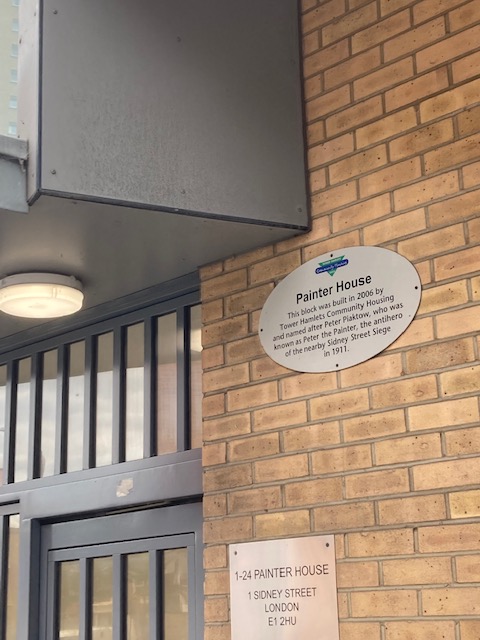 Painter House
This block was built in 2006 by
Tower Hamlets Community Housing
and named after Peter Piaktow, who was
known as Peter the Painter, the antihero
of the nearby Sidney Street Siege
in 1911.
1-24 PAINTER HOUSE
1 SIDNEY STREET
LONDON
E1 2HU